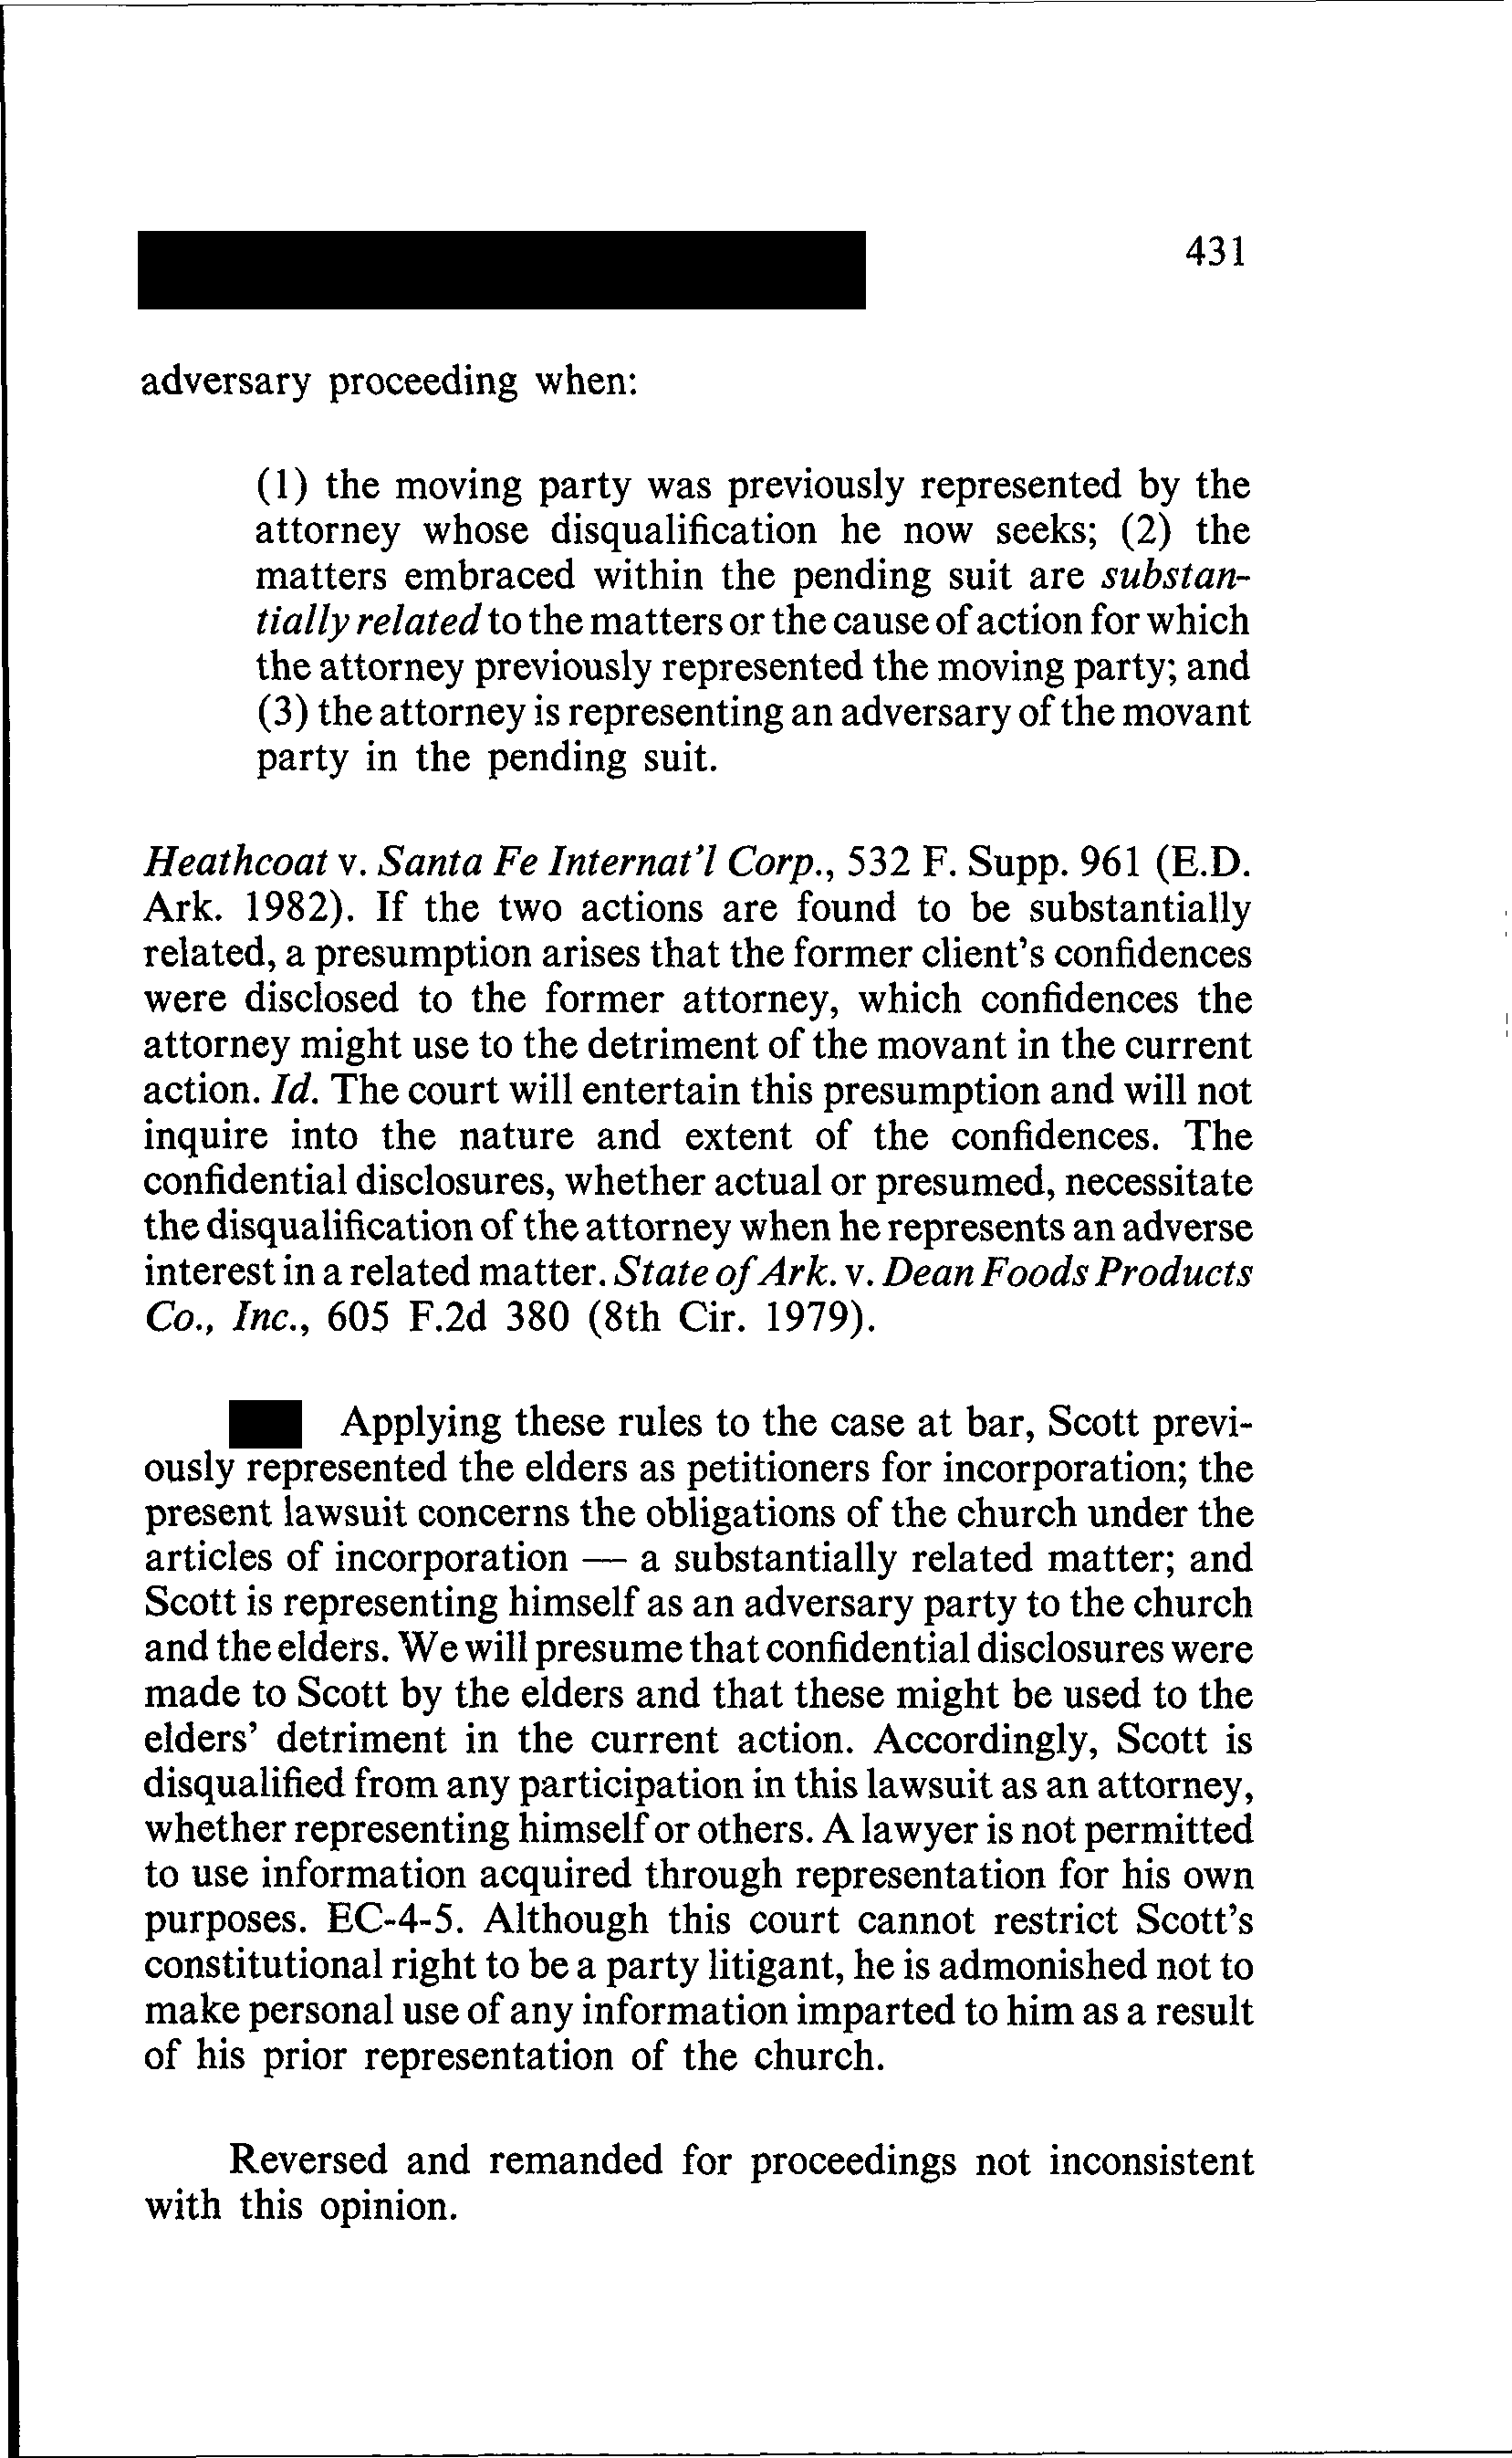 431
adversary proceeding when:
(1) the moving party was previously represented by the
attorney whose disqualification he now seeks; (2) the
matters embraced within the pending suit are substan-
tially related to the matters or the cause of action for which
the attorney previously represented the moving party; and
(3) the attorney is representing an adversary of the movant
party in the pending suit.
Heathcoat v. Santa Fe Internat'l Corp., 532 F. Supp. 961 (E.D.
Ark. 1982). If the two actions are found to be substantially
related, a presumption arises that the former client's confidences
were disclosed to the former attorney, which confidences the
attorney might use to the detriment of the movant in the current
action. Id. The court will entertain this presumption and will not
inquire into the nature and extent of the confidences. The
confidential disclosures, whether actual or presumed, necessitate
the disqualification of the attorney when he represents an adverse
interest in a related matter. State of Ark. v. Dean Foods Products
Co., Inc., 605 F.2d 380 (8th Cir. 1979).
Applying these rules to the case at bar, Scott previ-
ously represented the elders as petitioners for incorporation; the
present lawsuit concerns the obligations of the church under the
articles of incorporation — a substantially related matter; and
Scott is representing himself as an adversary party to the church
and the elders. We will presume that confidential disclosures were
made to Scott by the elders and that these might be used to the
elders' detriment in the current action. Accordingly, Scott is
disqualified from any participation in this lawsuit as an attorney,
whether representing himself or others. A lawyer is not permitted
to use information acquired through representation for his own
purposes. EC-4-5. Although this court cannot restrict Scott's
constitutional right to be a party litigant, he is admonished not to
make personal use of any information imparted to him as a result
of his prior representation of the church.
Reversed and remanded for proceedings not inconsistent
with this opinion.